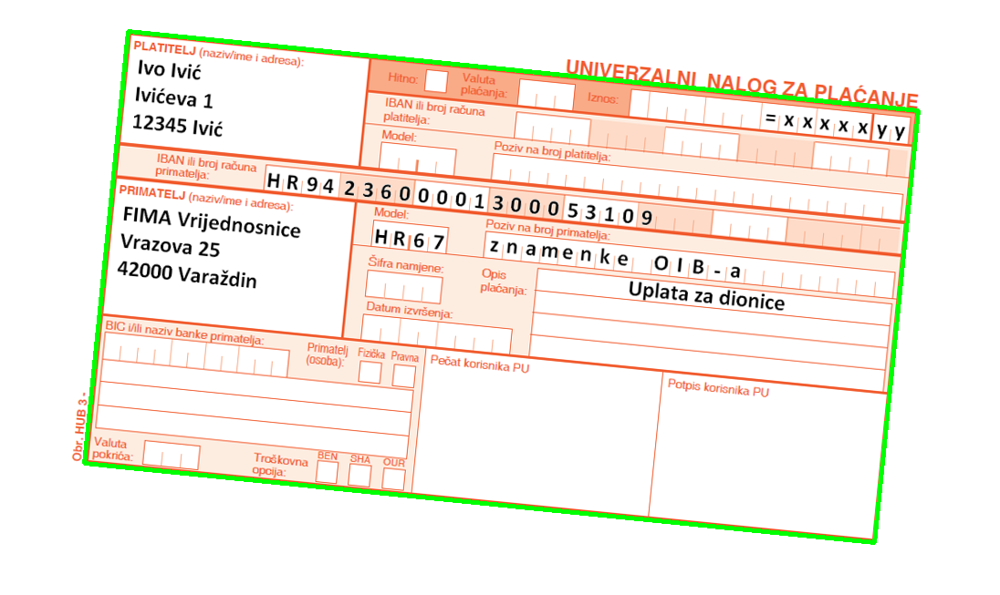 UNIVERZALNI NALOG ZA PLAĆANJE
PLATITELJ (naziv/ime i adresa):
Ivo Ivić
Ivićeva 1
12345 Ivić
Hitno:
Valuta plaćanja:
Iznos:
=xxxxxyy
IBAN ili broj računa platitelja:
Model:
Poziv na broj platitelja:
IBAN ili broj računa primatelja:
HR94236000001300053109
PRIMATELJ (naziv/ime i adresa):
FIMA Vrijednosnice
Vrazova 25
42000 Varaždin
Model:
HR67
Poziv na broj primatelja:
znamenke OIB-a
Šifra namjene:
Opis plaćanja:
Uplata za dionice
Datum izvršenja:
BIG i/ili naziv banke primatelja:
Primatelj (osoba):
Fizička
Pravna
Pečat korisnika PU
Potpis korisnika PU
Valuta pokrića:
Troškovna opcija:
BEN
SHA
OUR
Obr. HUB 3 -